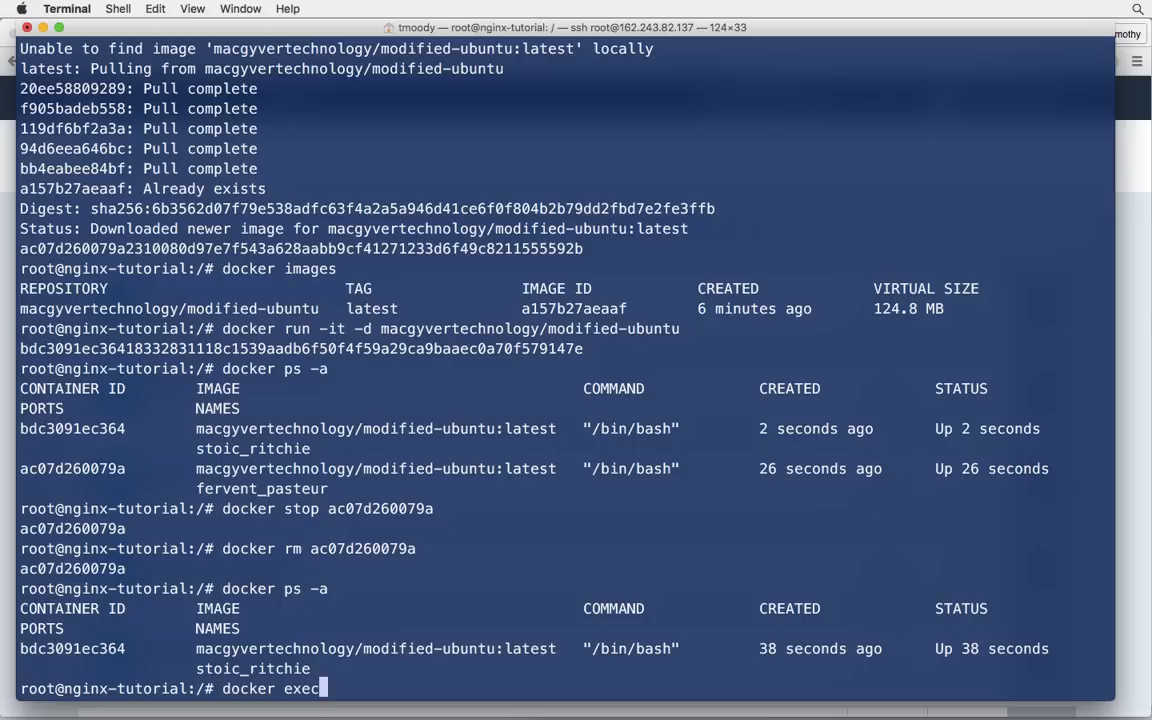 Terminal Shell Edit View Window Help
tmoody — root@nginx-tutorial: / — ssh root@162.243.82.137 — 124×33
mothy
Unable to find image 'macgyvertechnology/modified-ubuntu:latest' locally
latest: Pulling from macgyvertechnology/modified-ubuntu
20ee58809289: Pull complete
f905badeb558: Pull complete
119df6bf2a3a: Pull complete
94d6eea646bc: Pull complete
bb4eabee84bf: Pull complete
a157b27aeaaf: Already exists
Digest: sha256:6b3562d07f79e538adfc63f4a2a5a946d41ce6f0f804b2b79dd2fbd7e2fe3ffb
Status: Downloaded newer image for macgyvertechnology/modified-ubuntu:latest
ac07d260079a2310080d97e7f543a628aabb9cf41271233d6f49c8211555592b
root@nginx-tutorial:/# docker images
REPOSITORY TAG IMAGE ID CREATED VIRTUAL SIZE
macgyvertechnology/modified-ubuntu latest a157b27aeaaf 6 minutes ago 124.8 MB
root@nginx-tutorial:/# docker run -it -d macgyvertechnology/modified-ubuntu
bdc3091ec36418332831118c1539aadb6f50f4f59a29ca9baaec0a70f579147e
root@nginx-tutorial:/# docker ps -a
CONTAINER ID IMAGE COMMAND CREATED STATUS
PORTS NAMES
bdc3091ec364 macgyvertechnology/modified-ubuntu:latest "/bin/bash" 2 seconds ago Up 2 seconds
stoic_ritchie
ac07d260079a macgyvertechnology/modified-ubuntu:latest "/bin/bash" 26 seconds ago Up 26 seconds
fervent_pasteur
root@nginx-tutorial:/# docker stop ac07d260079a
ac07d260079a
root@nginx-tutorial:/# docker rm ac07d260079a
ac07d260079a
root@nginx-tutorial:/# docker ps -a
CONTAINER ID IMAGE COMMAND CREATED STATUS
PORTS NAMES
bdc3091ec364 macgyvertechnology/modified-ubuntu:latest "/bin/bash" 38 seconds ago Up 38 seconds
stoic_ritchie
root@nginx-tutorial:/# docker exec